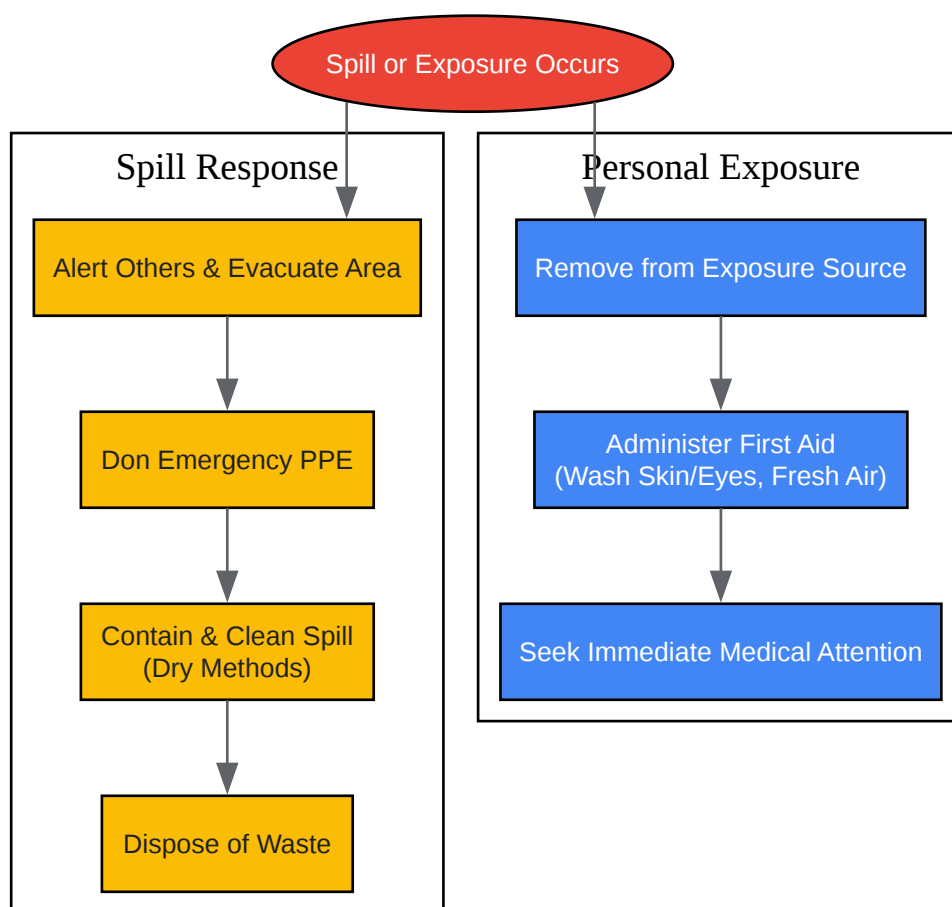 Spill or Exposure Occurs
Spill Response
Alert Others & Evacuate Area
Don Emergency PPE
Contain & Clean Spill
(Dry Methods)
Dispose of Waste
Personal Exposure
Remove from Exposure Source
Administer First Aid
(Wash Skin/Eyes, Fresh Air)
Seek Immediate Medical Attention